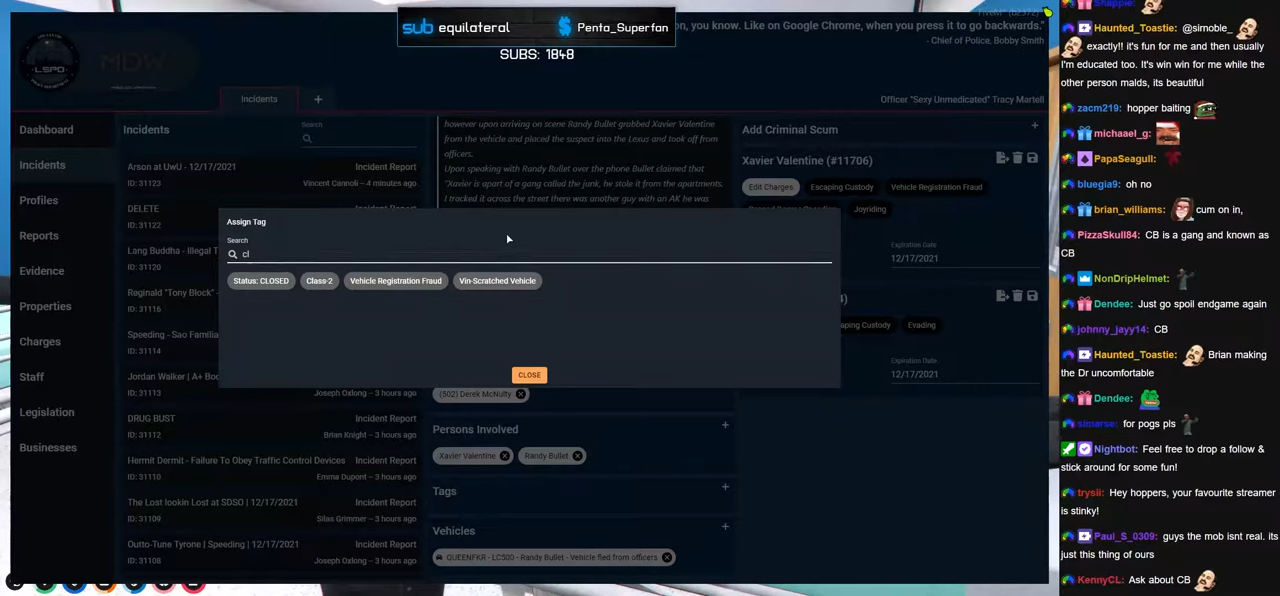 sub equilateral
Penta_Superfan
SUBS: 1848
on, you know. Like on Google Chrome, when you press it to go backwards."
- Chief of Police, Bobby Smith
LSPD
MDW
Incidents
+
Officer "Sexy Unmedicated" Tracy Martell
Dashboard
Incidents
Profiles
Reports
Evidence
Properties
Charges
Staff
Legislation
Businesses
Incidents
Search
Arson at UwU - 12/17/2021
Incident Report
ID: 31123
Vincent Cannoli – 4 minutes ago
DELETE
Incident Report
ID: 31122
Lang Buddha - Illegal T
ID: 31120
Reginald "Tony Block" -
ID: 31116
Speeding - Sao Familia
ID: 31114
Jordan Walker | A+ Boo
ID: 31113
Joseph Oxlong – 3 hours ago
DRUG BUST
Incident Report
ID: 31112
Brian Knight – 3 hours ago
Hermit Dermit - Failure To Obey Traffic Control Devices
Incident Report
ID: 31110
Emma Dupont – 3 hours ago
The Lost lookin Lost at SDSO | 12/17/2021
Incident Report
ID: 31109
Silas Grimmer – 3 hours ago
Outto-Tune Tyrone | Speeding | 12/17/2021
Incident Report
ID: 31108
Joseph Oxlong – 3 hours ago
however upon arriving on scene Randy Bullet grabbed Xavier Valentine
from the vehicle and placed the suspect into the Lexus and took off from
officers.
Upon speaking with Randy Bullet over the phone Bullet claimed that
"Xavier is apart of a gang called the junk, he stole it from the apartments.
I tracked it across the street there was another guy with an AK he was
Assign Tag
Search
cl
Status: CLOSED
Class-2
Vehicle Registration Fraud
Vin-Scratched Vehicle
CLOSE
(502) Derek McNulty
Persons Involved
+
Xavier Valentine
Randy Bullet
Tags
+
Vehicles
+
QUEENFKR - LC500 - Randy Bullet - Vehicle fled from officers
Add Criminal Scum
+
Xavier Valentine (#11706)
Edit Charges
Escaping Custody
Vehicle Registration Fraud
Joyriding
Expiration Date
12/17/2021
4)
aping Custody
Evading
Expiration Date
12/17/2021
Shappie:
Haunted_Toastie: @simoble_
exactly!! it's fun for me and then usually
I'm educated too. It's win win for me while the
other person malds, its beautiful
zacm219: hopper baiting
michaael_g:
PapaSeagull:
bluegia9: oh no
brian_williams: cum on in,
PizzaSkull84: CB is a gang and known as
CB
NonDripHelmet:
Dendee: Just go spoil endgame again
johnny_jayy14: CB
Haunted_Toastie: Brian making
the Dr uncomfortable
Dendee:
simarse: for pogs pls
Nightbot: Feel free to drop a follow &
stick around for some fun!
trysii: Hey hoppers, your favourite streamer
is stinky!
Paul_S_0309: guys the mob isnt real. its
just this thing of ours
KennyCL: Ask about CB